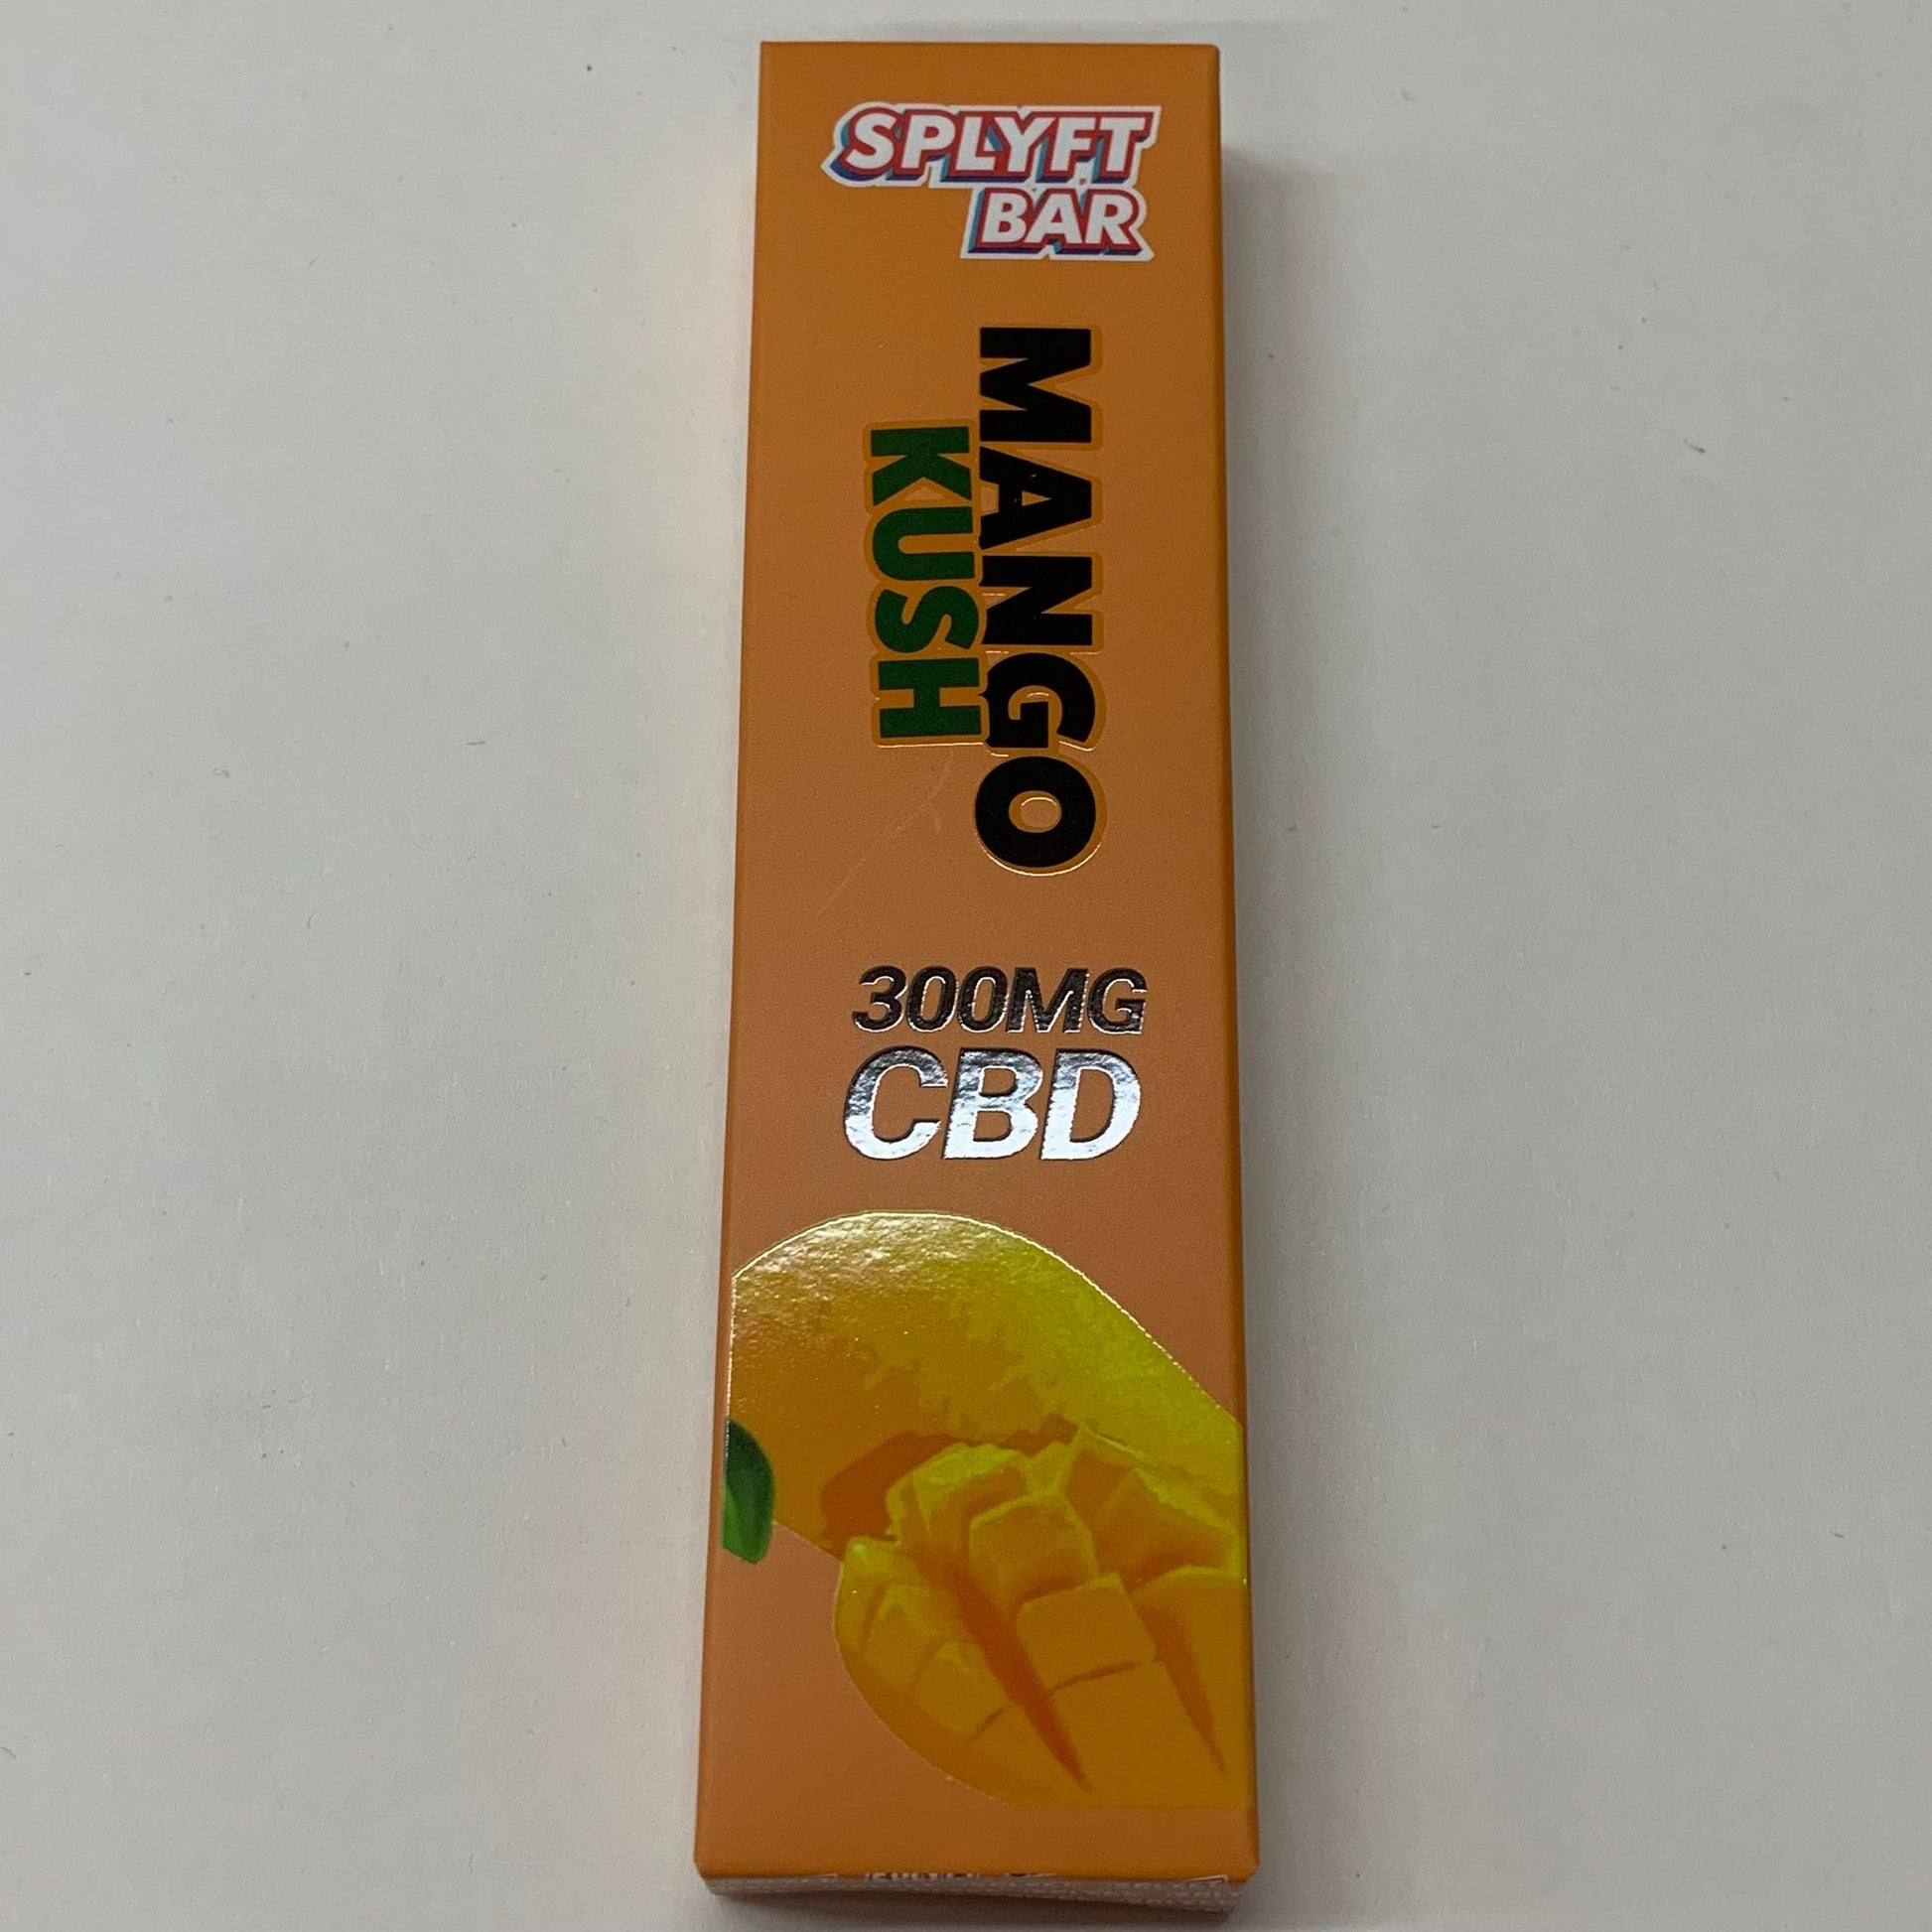 SPLYFT
BAR
MANGO
KUSH
300MG
CBD